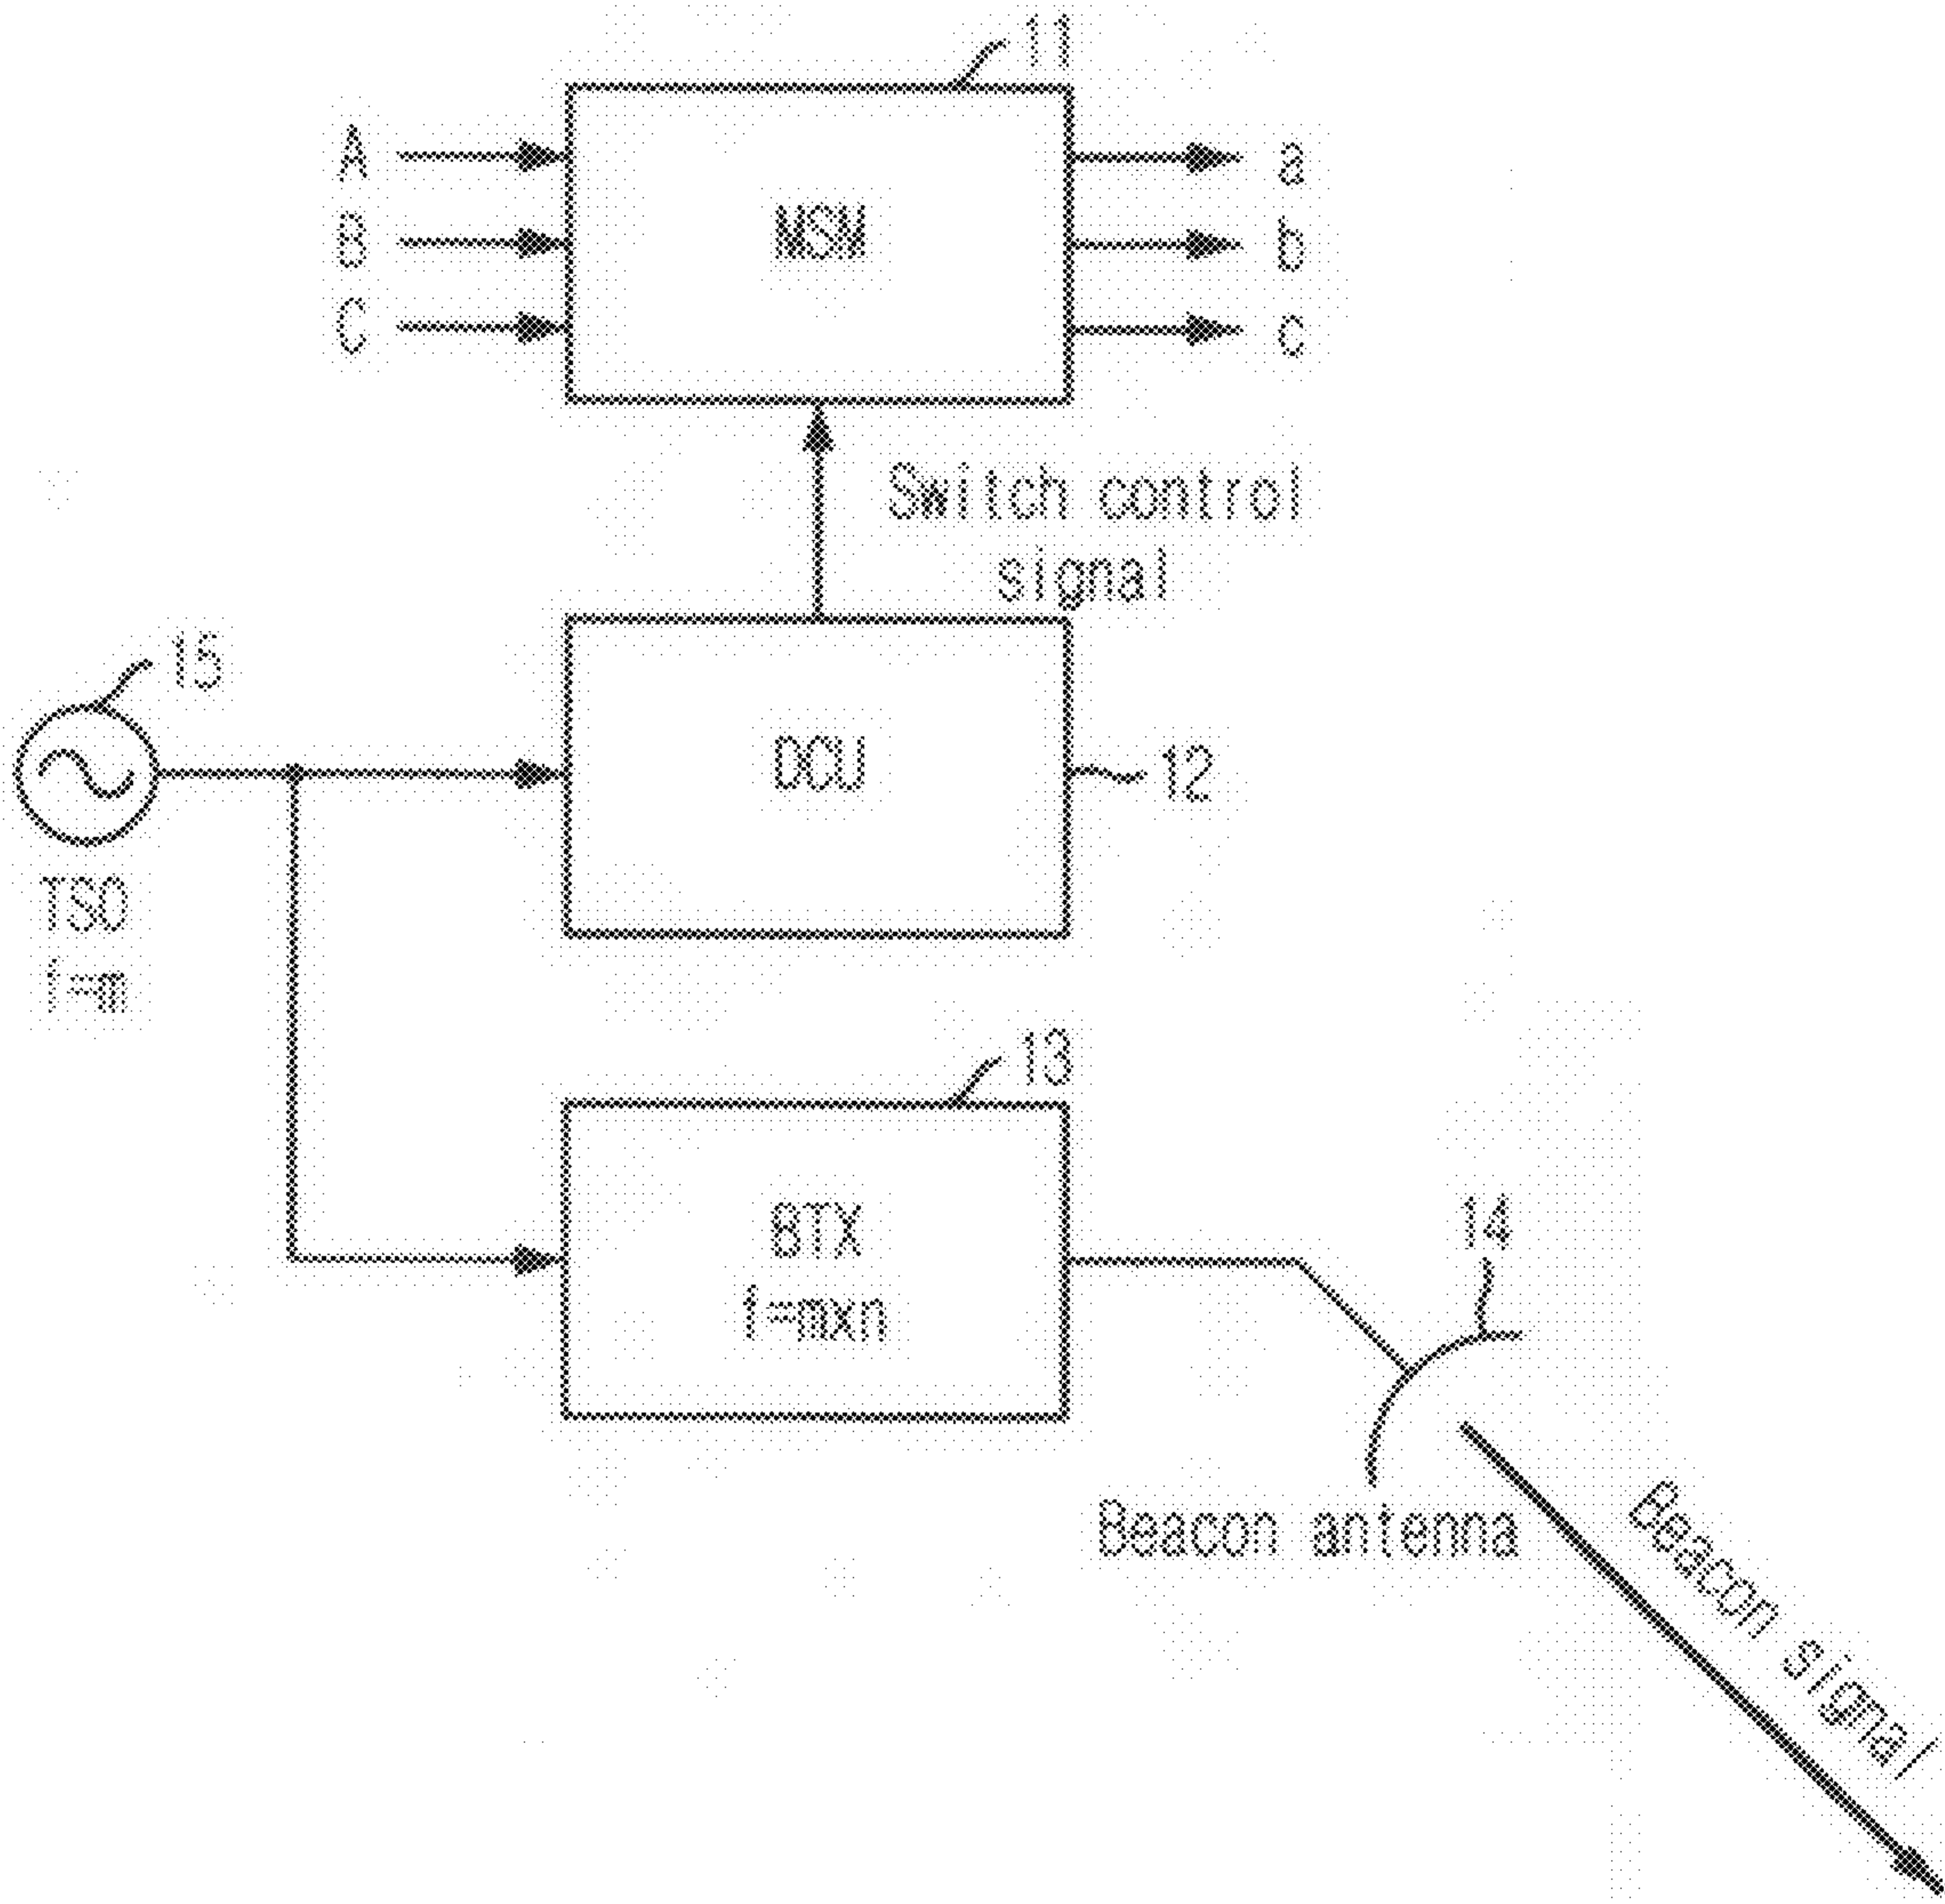 11
A
a
MSM
B
b
C
c
Switch control
signal
15
DCU
12
TSO
f=m
13
BTX
f=mxn
14
Beacon antenna
Beacon signal